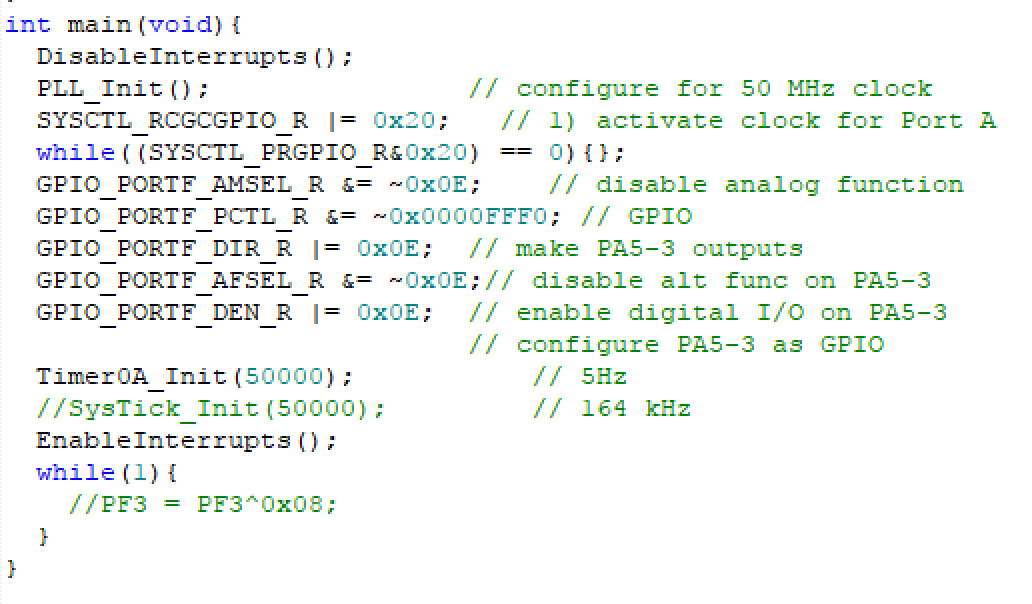 int main(void){
  DisableInterrupts();
  PLL_Init();                // configure for 50 MHz clock
  SYSCTL_RCGCGPIO_R |= 0x20;   // 1) activate clock for Port A
  while((SYSCTL_PRGPIO_R&0x20) == 0){};
  GPIO_PORTF_AMSEL_R &= ~0x0E;    // disable analog function
  GPIO_PORTF_PCTL_R &= ~0x0000FFF0; // GPIO
  GPIO_PORTF_DIR_R |= 0x0E;  // make PA5-3 outputs
  GPIO_PORTF_AFSEL_R &= ~0x0E;// disable alt func on PA5-3
  GPIO_PORTF_DEN_R |= 0x0E;  // enable digital I/O on PA5-3
                             // configure PA5-3 as GPIO
  Timer0A_Init(50000);           // 5Hz
  //SysTick_Init(50000);         // 164 kHz
  EnableInterrupts();
  while(1){
    //PF3 = PF3^0x08;
  }
}